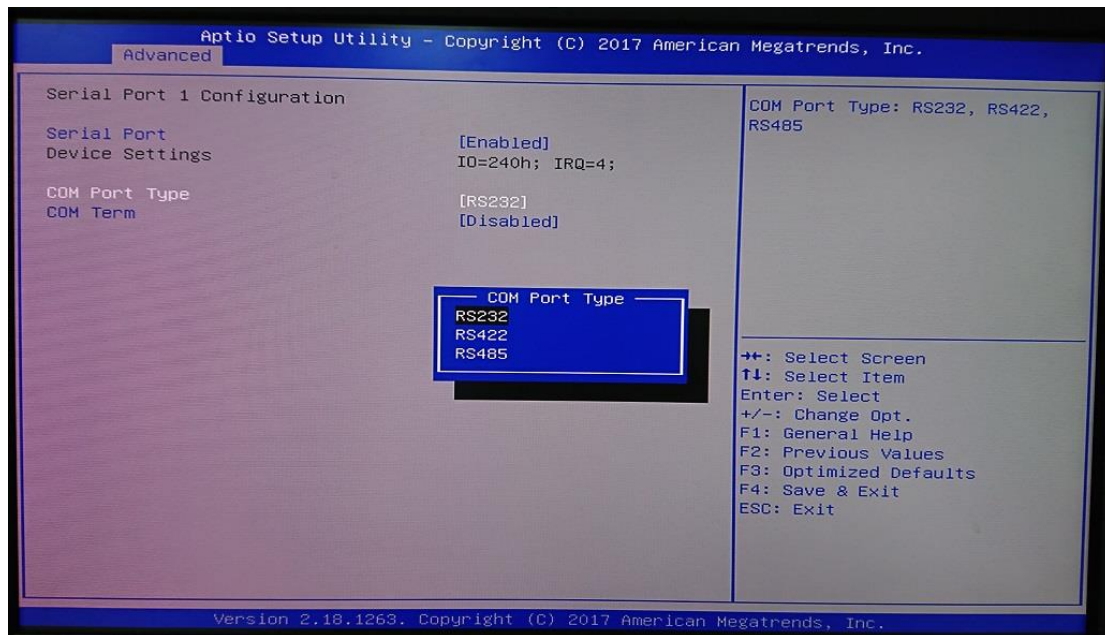 Aptio Setup Utility – Copyright (C) 2017 American Megatrends, Inc.
Advanced
Serial Port 1 Configuration
Serial Port [Enabled]
Device Settings IO=240h; IRQ=4;
COM Port Type [RS232]
COM Term [Disabled]
COM Port Type
RS232
RS422
RS485
COM Port Type: RS232, RS422,
RS485
→←: Select Screen
↑↓: Select Item
Enter: Select
+/-: Change Opt.
F1: General Help
F2: Previous Values
F3: Optimized Defaults
F4: Save & Exit
ESC: Exit
Version 2.18.1263. Copyright (C) 2017 American Megatrends, Inc.